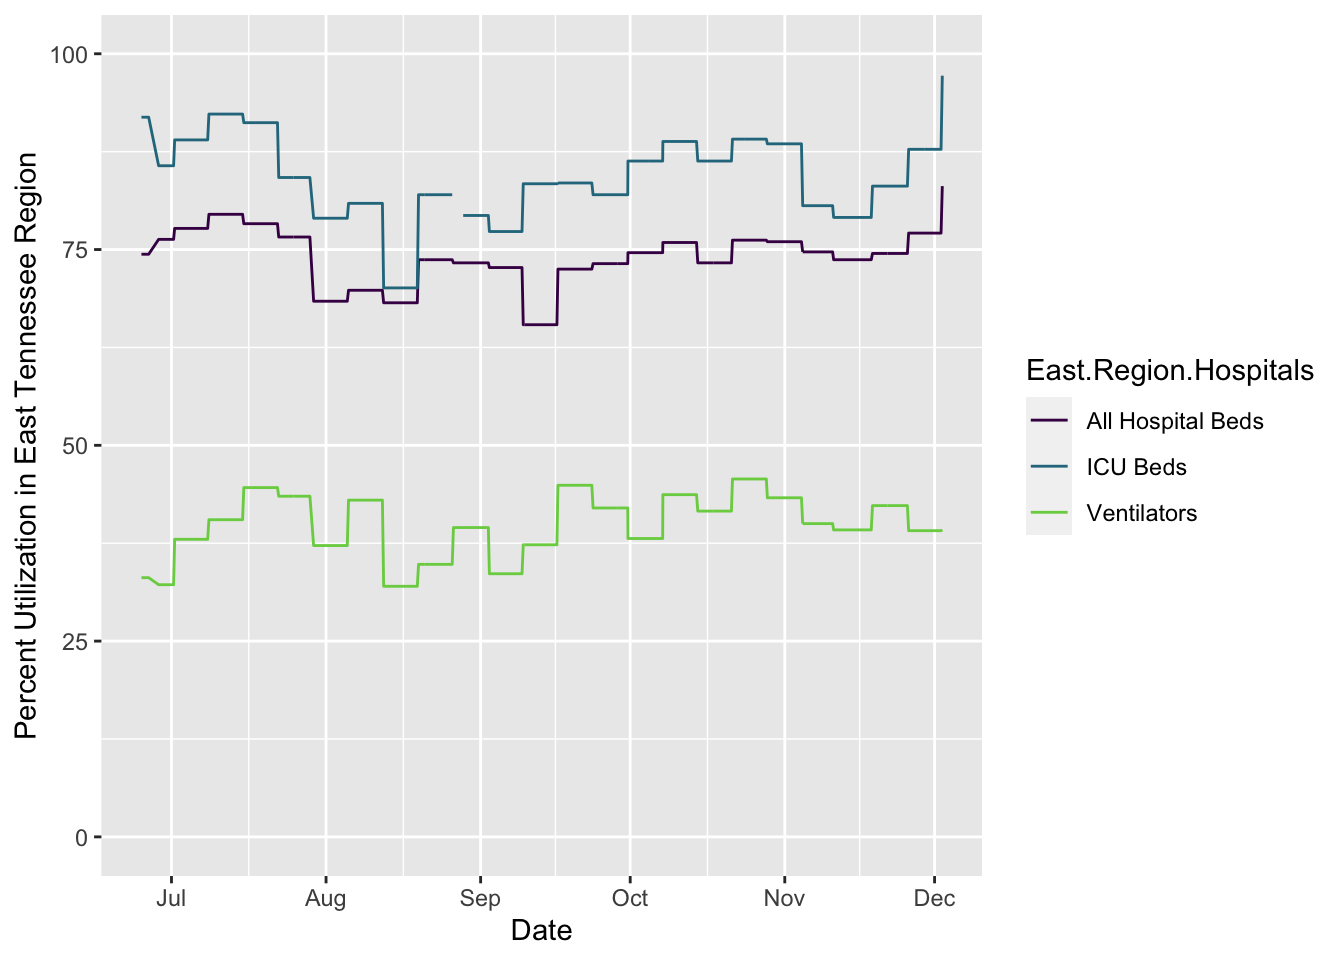 Percent Utilization in East Tennessee Region
100
75
50
25
0
Jul Aug Sep Oct Nov Dec
Date
East.Region.Hospitals
All Hospital Beds
ICU Beds
Ventilators